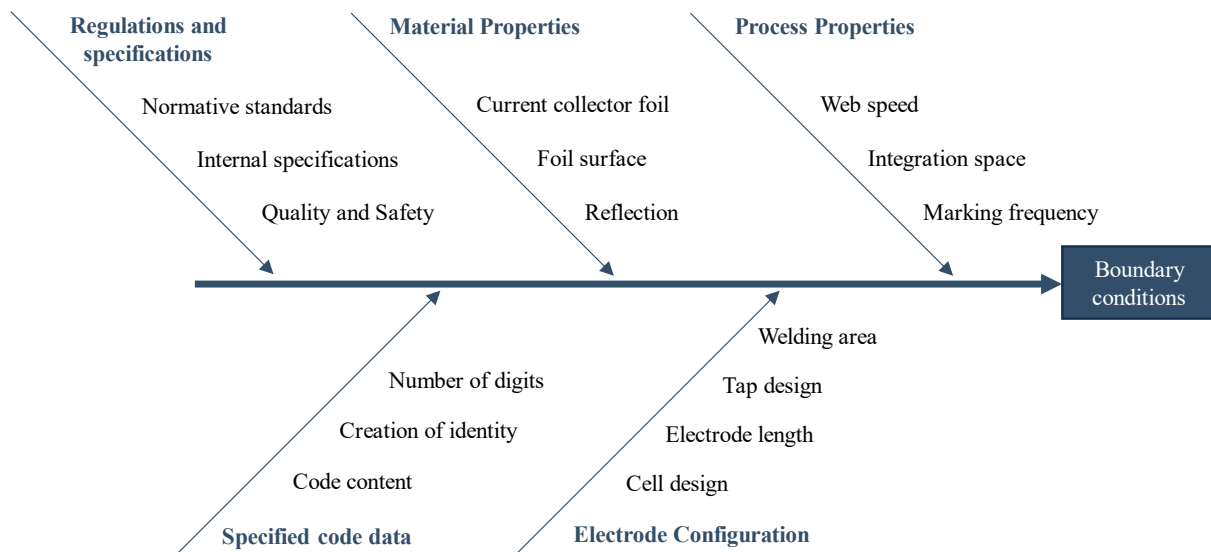 Regulations and
specifications
Normative standards
Internal specifications
Quality and Safety
Material Properties
Current collector foil
Foil surface
Reflection
Process Properties
Web speed
Integration space
Marking frequency
Boundary
conditions
Number of digits
Creation of identity
Code content
Specified code data
Welding area
Tap design
Electrode length
Cell design
Electrode Configuration